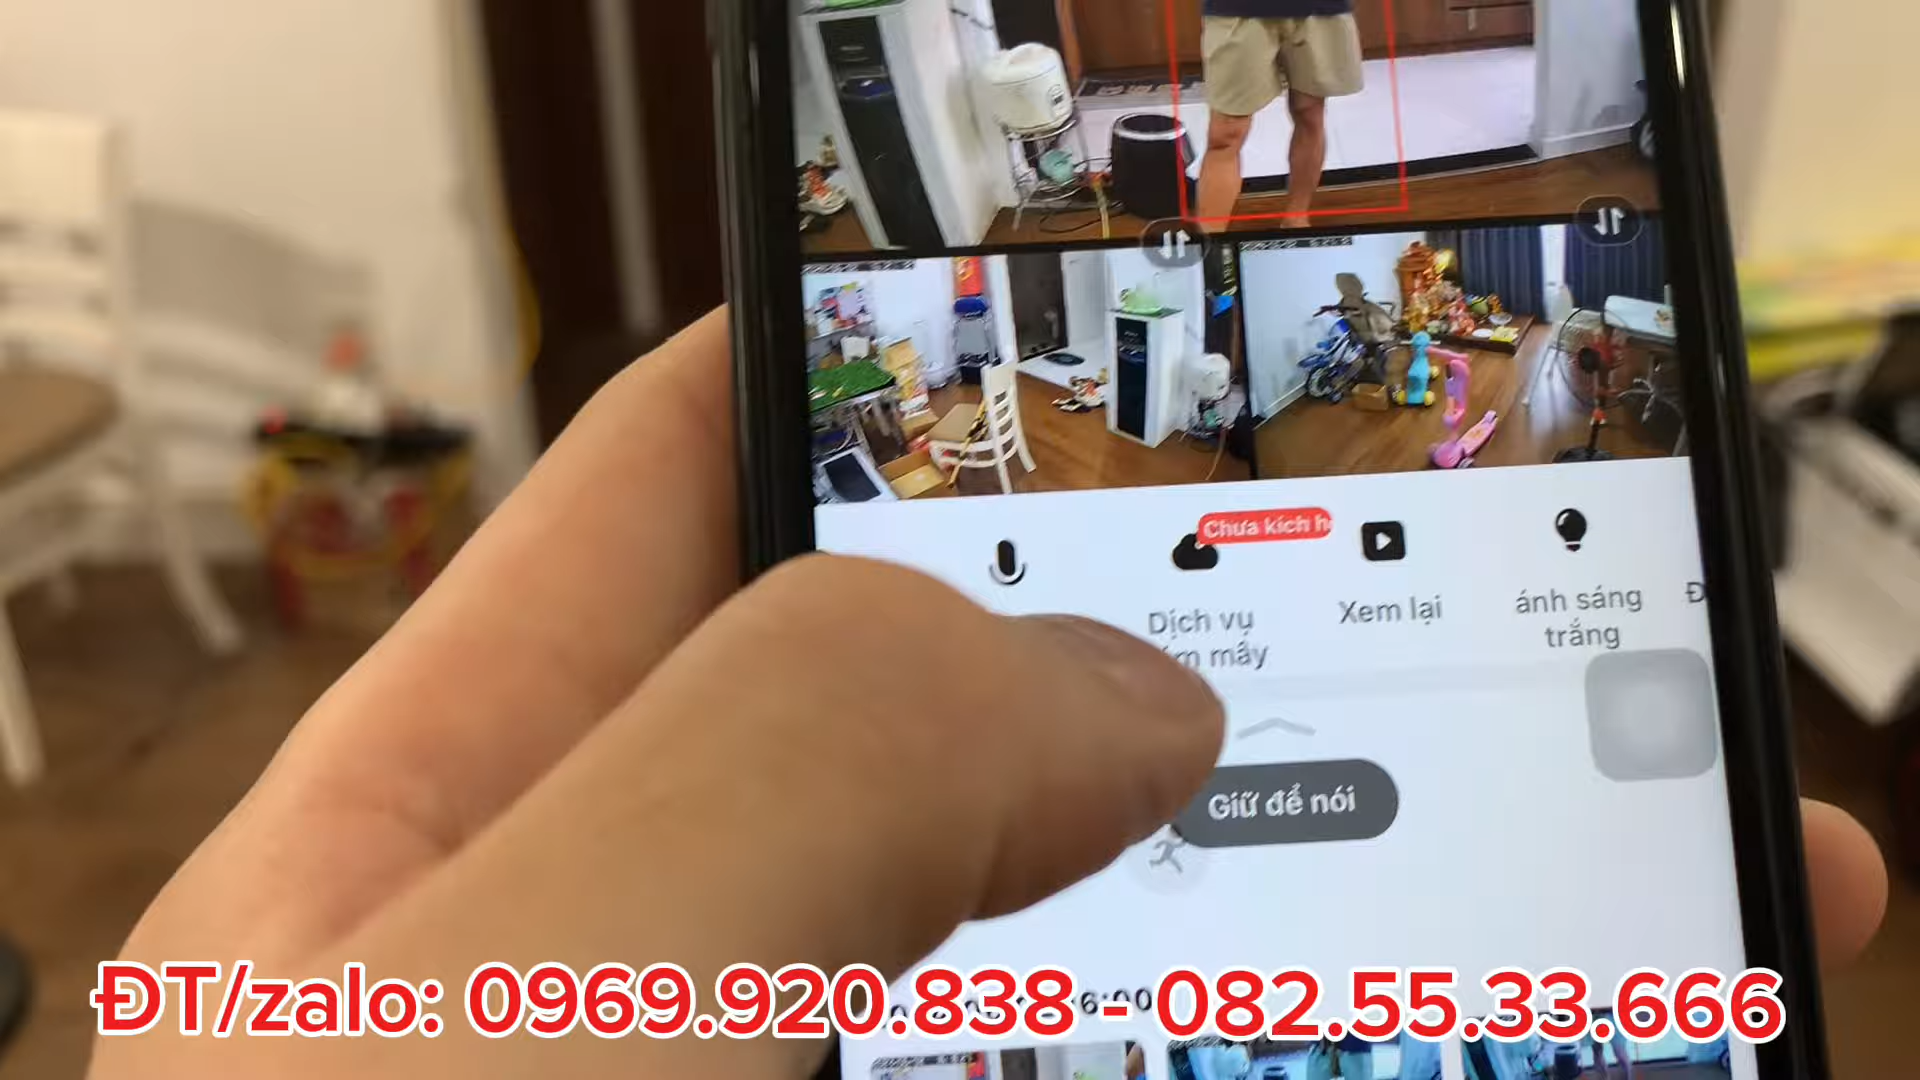 Chưa kích h
Dịch vụ
mây
Xem lại
ánh sáng
trắng
Đ
Giữ để nói
ĐT/zalo: 0969.920.838 - 082.55.33.666